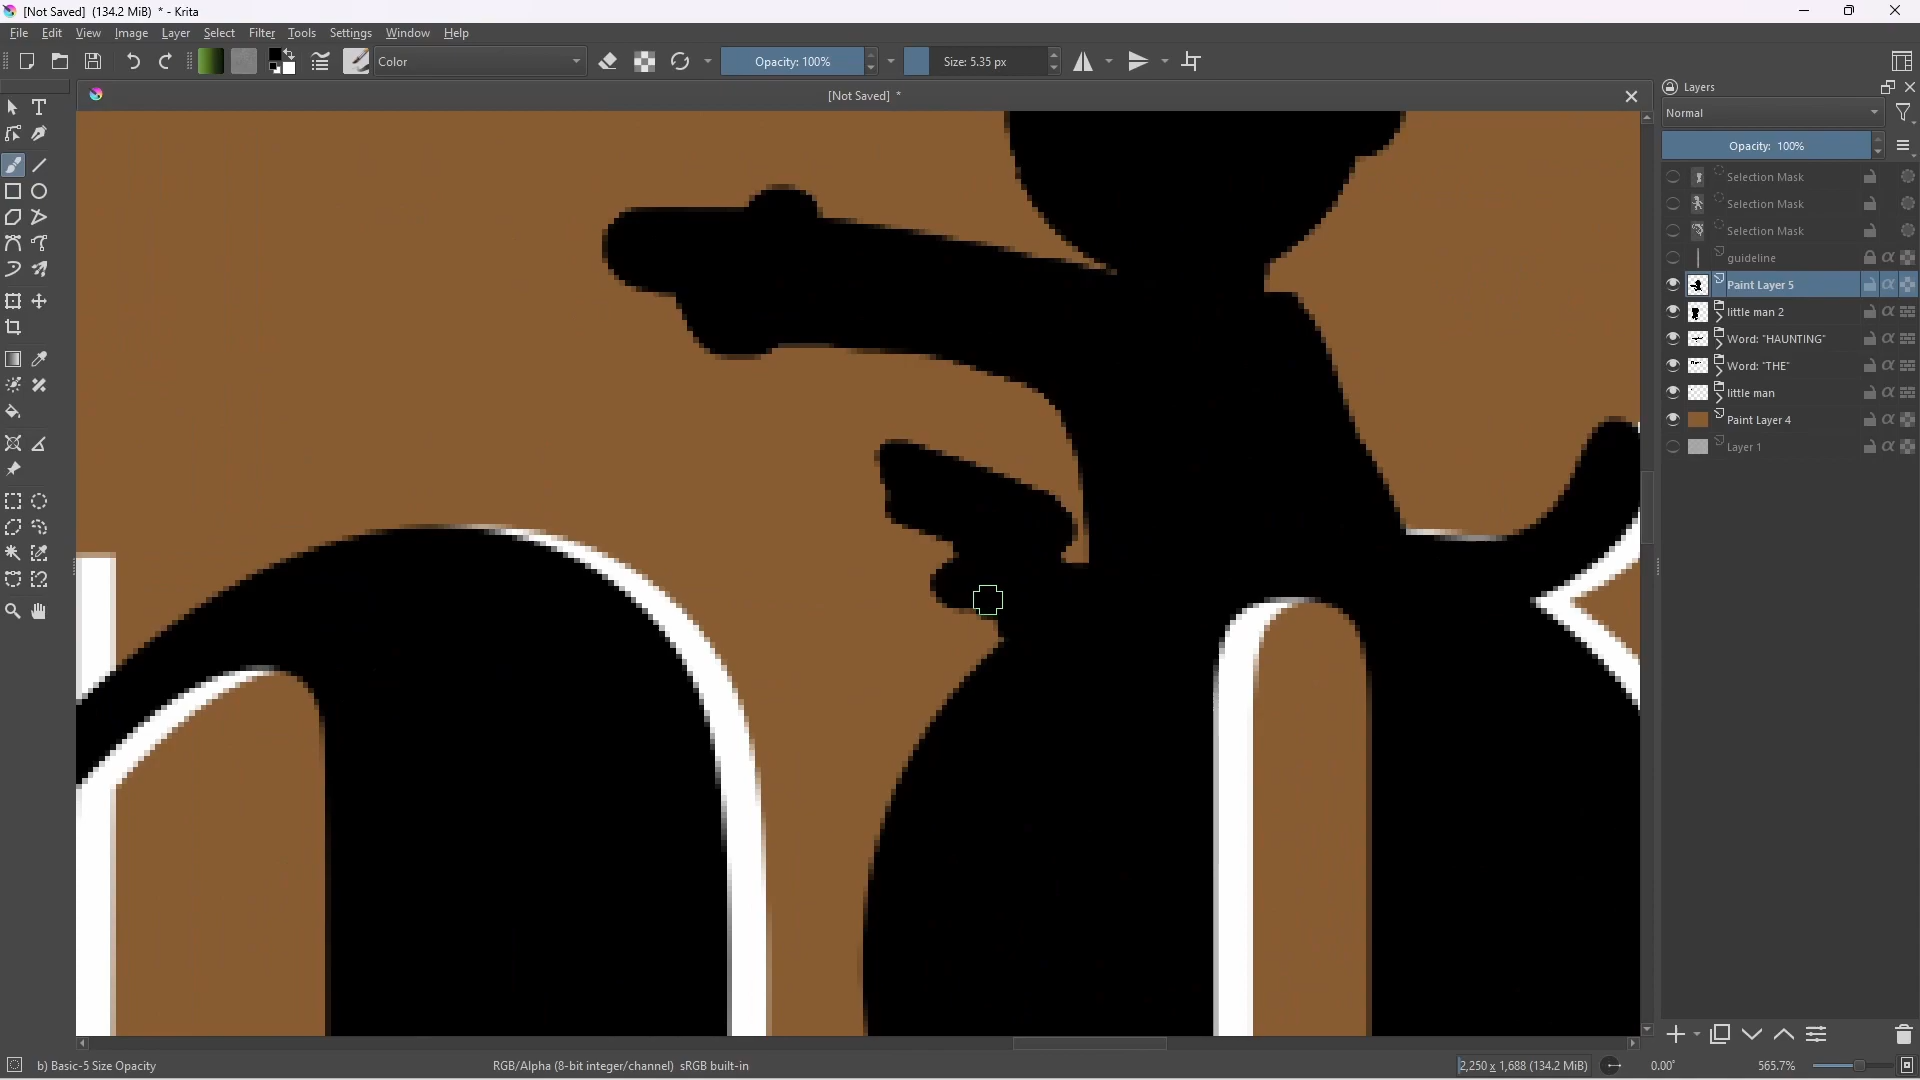 [Not Saved] (134.2 MiB) * - Krita
File Edit View Image Layer Select Filter Tools Settings Window Help
Color Opacity: 100% Size: 5.35 px
[Not Saved] *
Layers
Normal
Opacity: 100%
Selection Mask
Selection Mask
Selection Mask
guideline
Paint Layer 5
little man 2
Word: "HAUNTING"
Word: "THE"
little man
Paint Layer 4
Layer 1
b) Basic-5 Size Opacity RGB/Alpha (8-bit integer/channel) sRGB built-in 2,250 x 1,688 (134.2 MiB) 0.00° 565.7%